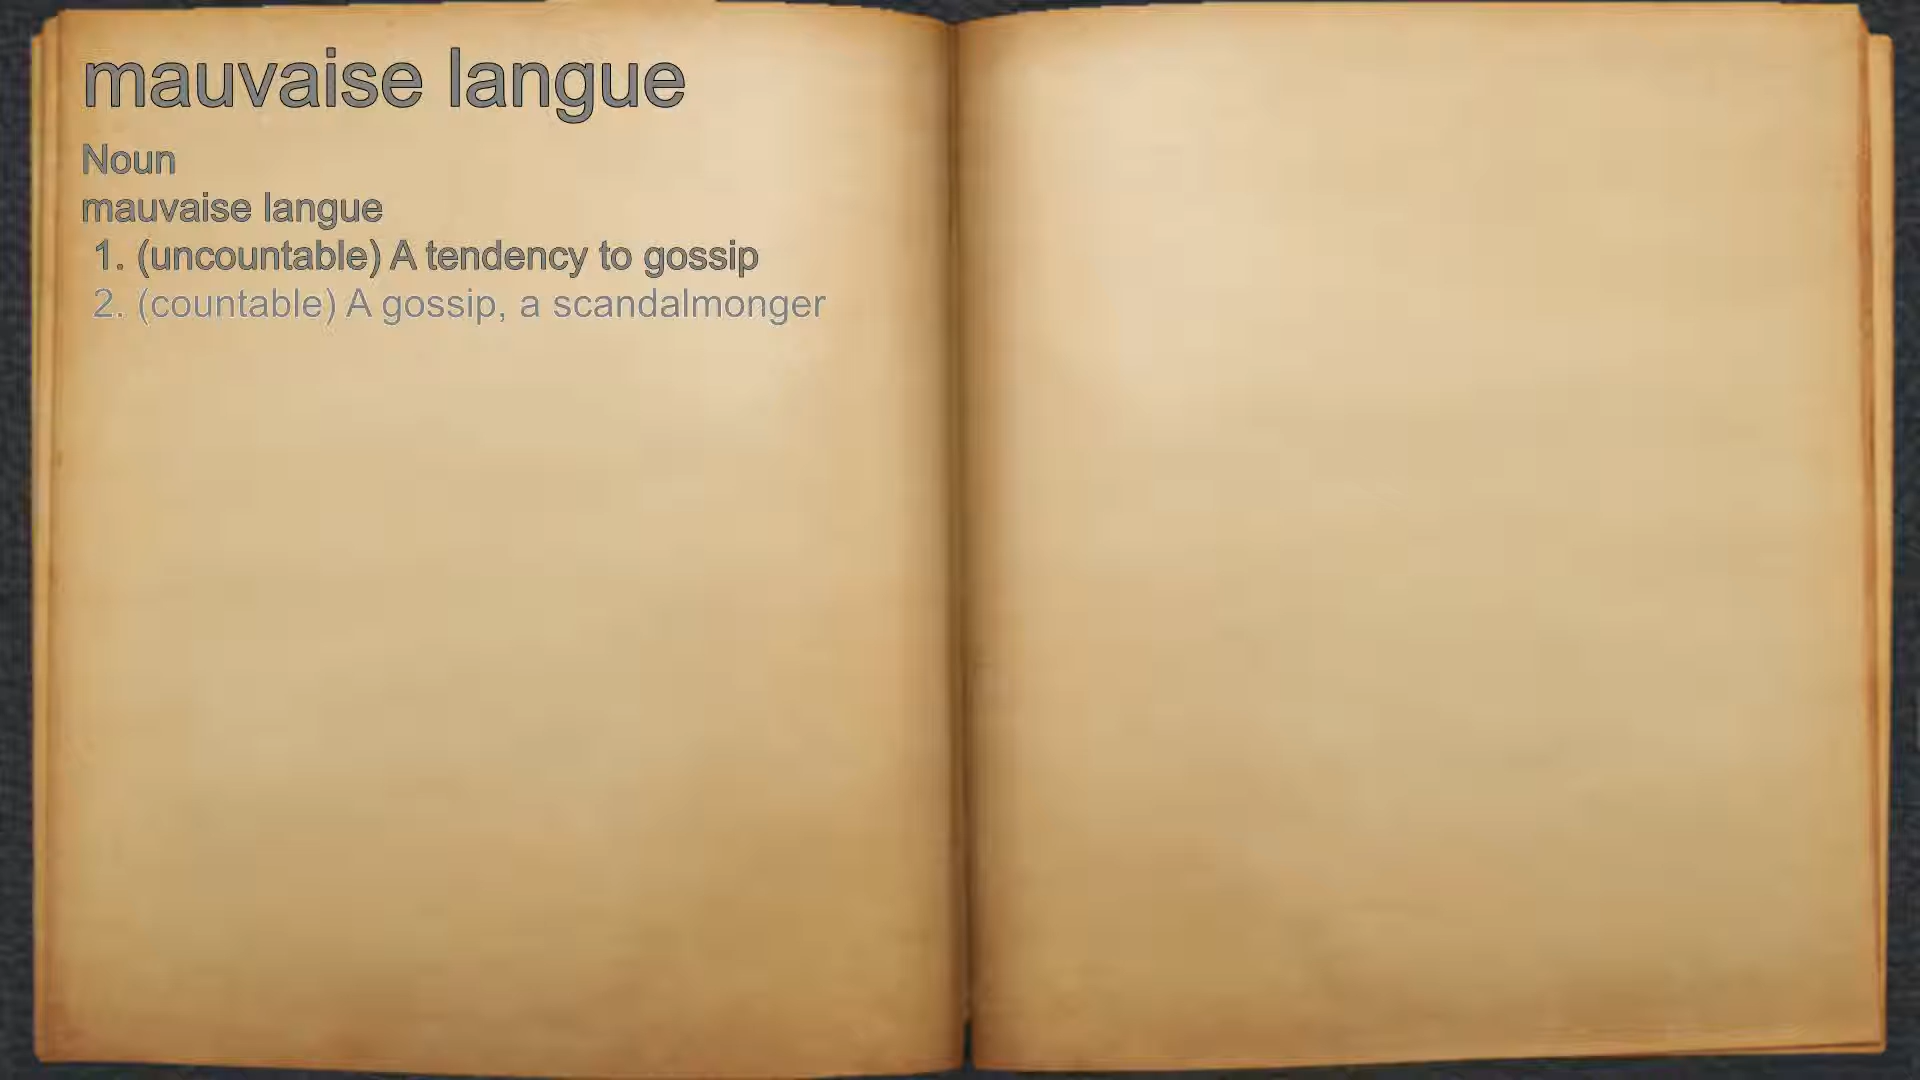 mauvaise langue
Noun
mauvaise langue
1. (uncountable) A tendency to gossip
2. (countable) A gossip, a scandalmonger